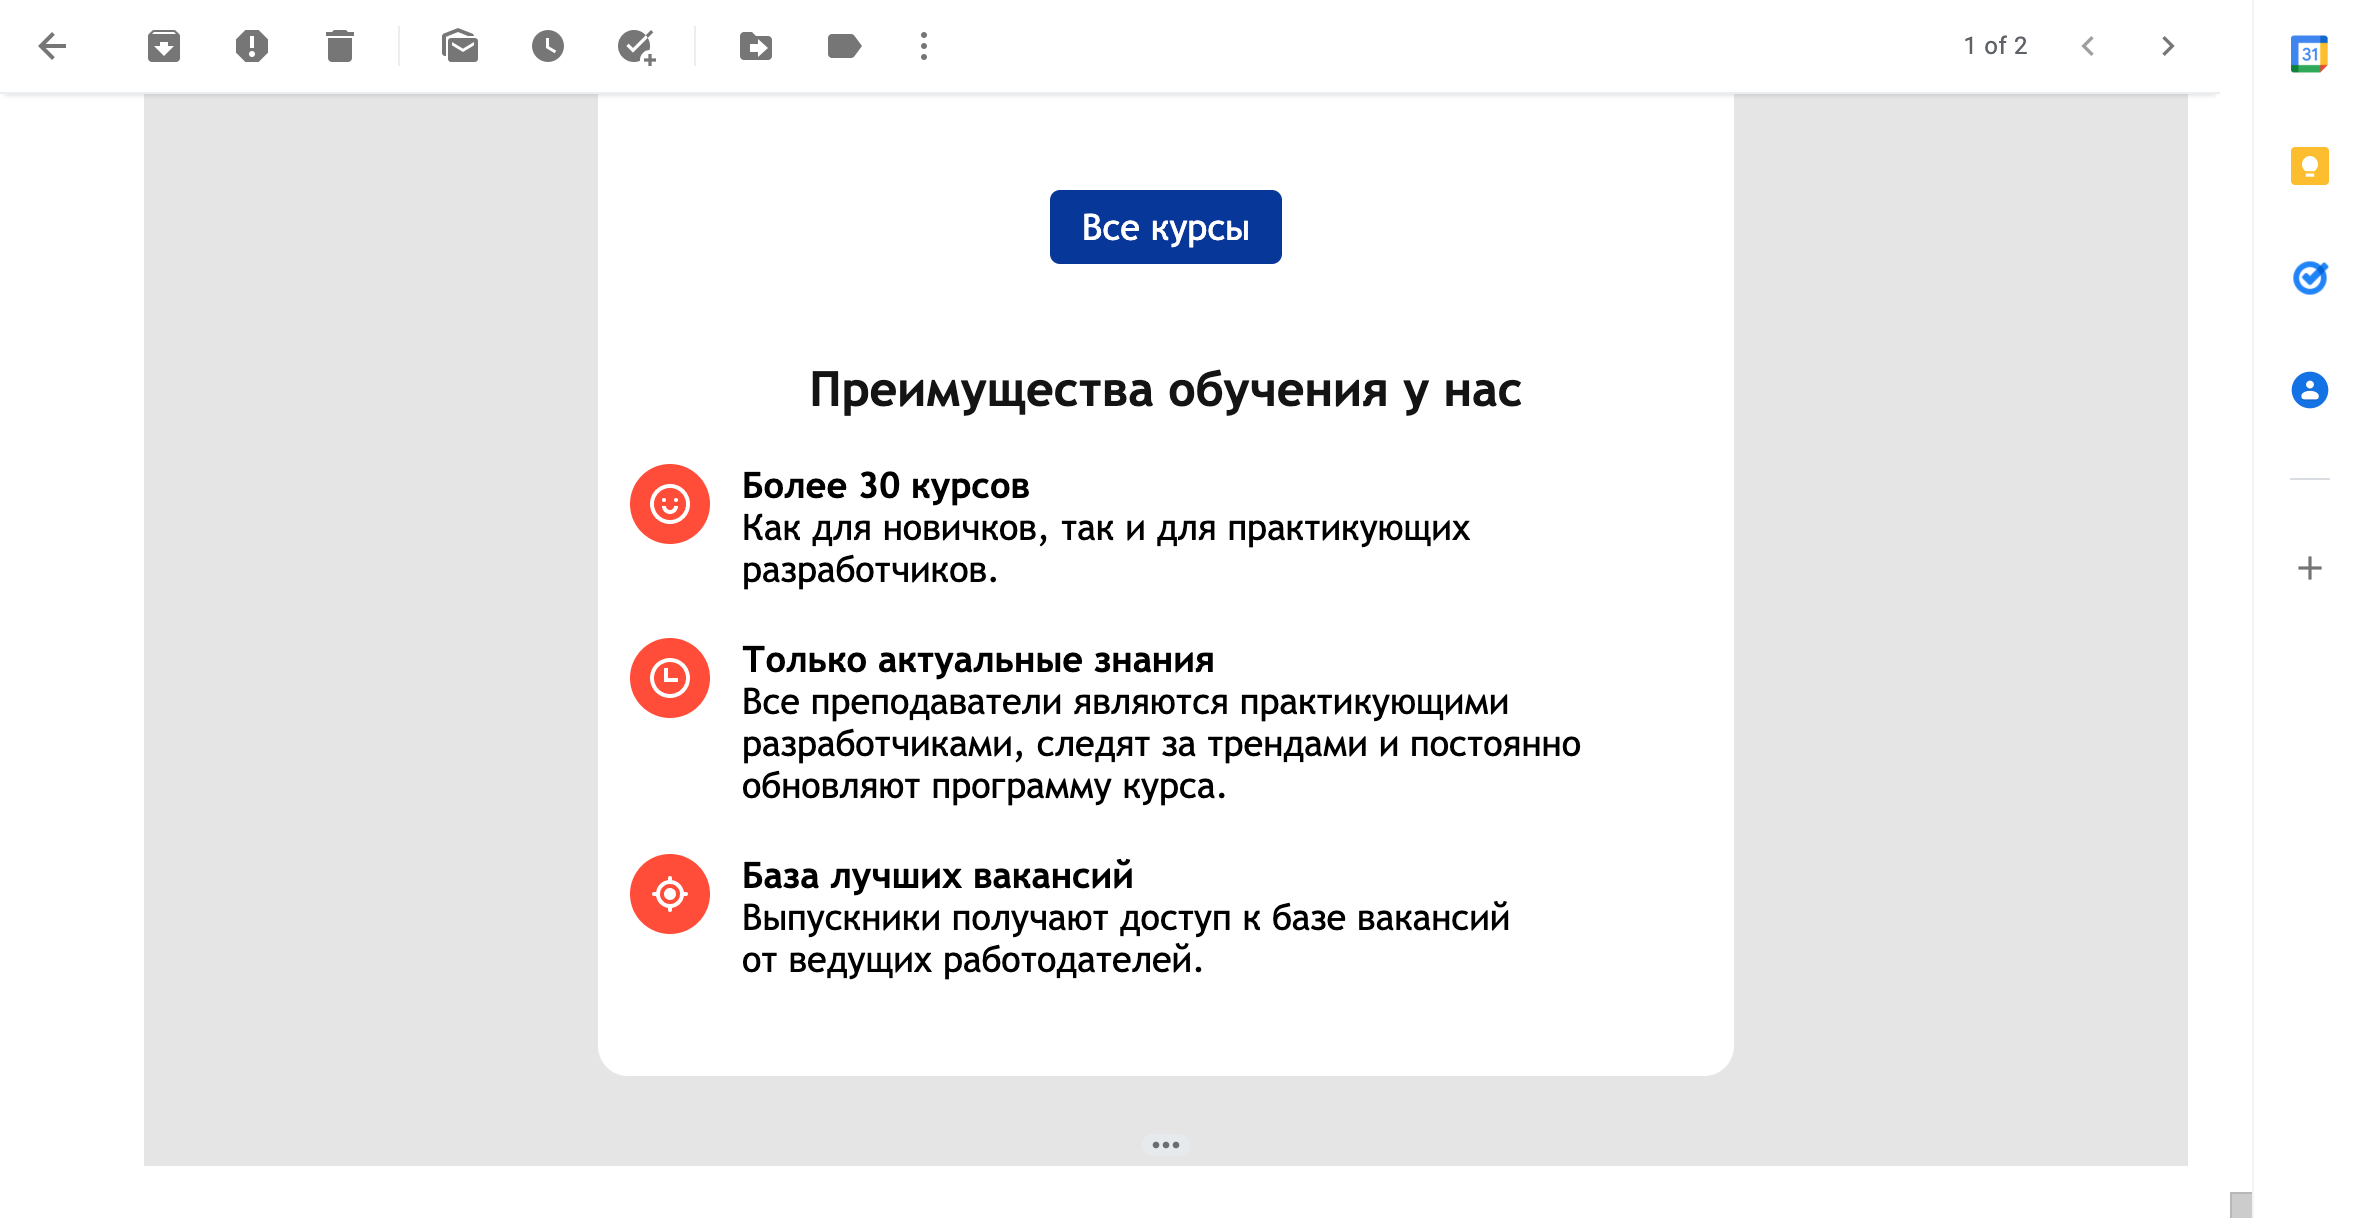 1 of 2
31
Все курсы
Преимущества обучения у нас
Более 30 курсов
Как для новичков, так и для практикующих
разработчиков.
Только актуальные знания
Все преподаватели являются практикующими
разработчиками, следят за трендами и постоянно
обновляют программу курса.
База лучших вакансий
Выпускники получают доступ к базе вакансий
от ведущих работодателей.